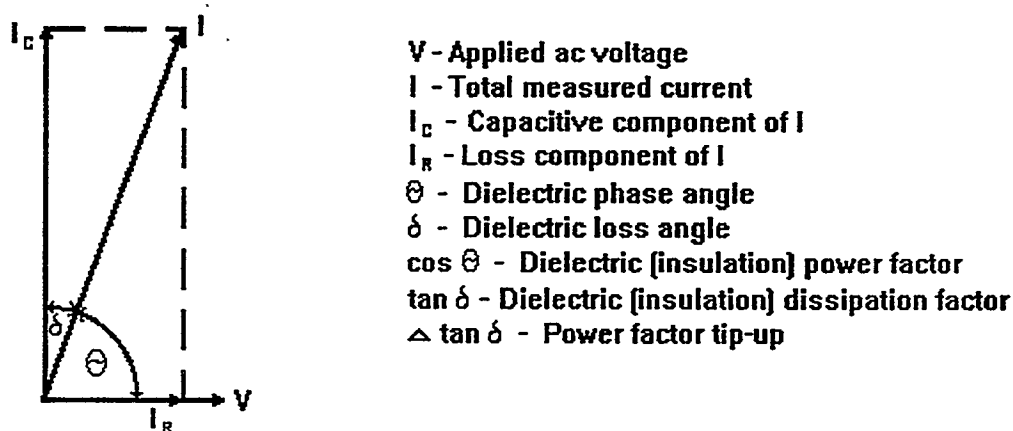 I_C I
V - Applied ac voltage
I - Total measured current
I_C - Capacitive component of I
I_R - Loss component of I
Θ - Dielectric phase angle
δ - Dielectric loss angle
cos Θ - Dielectric (insulation) power factor
tan δ - Dielectric (insulation) dissipation factor
Δ tan δ - Power factor tip-up
δ
Θ
V
I_R